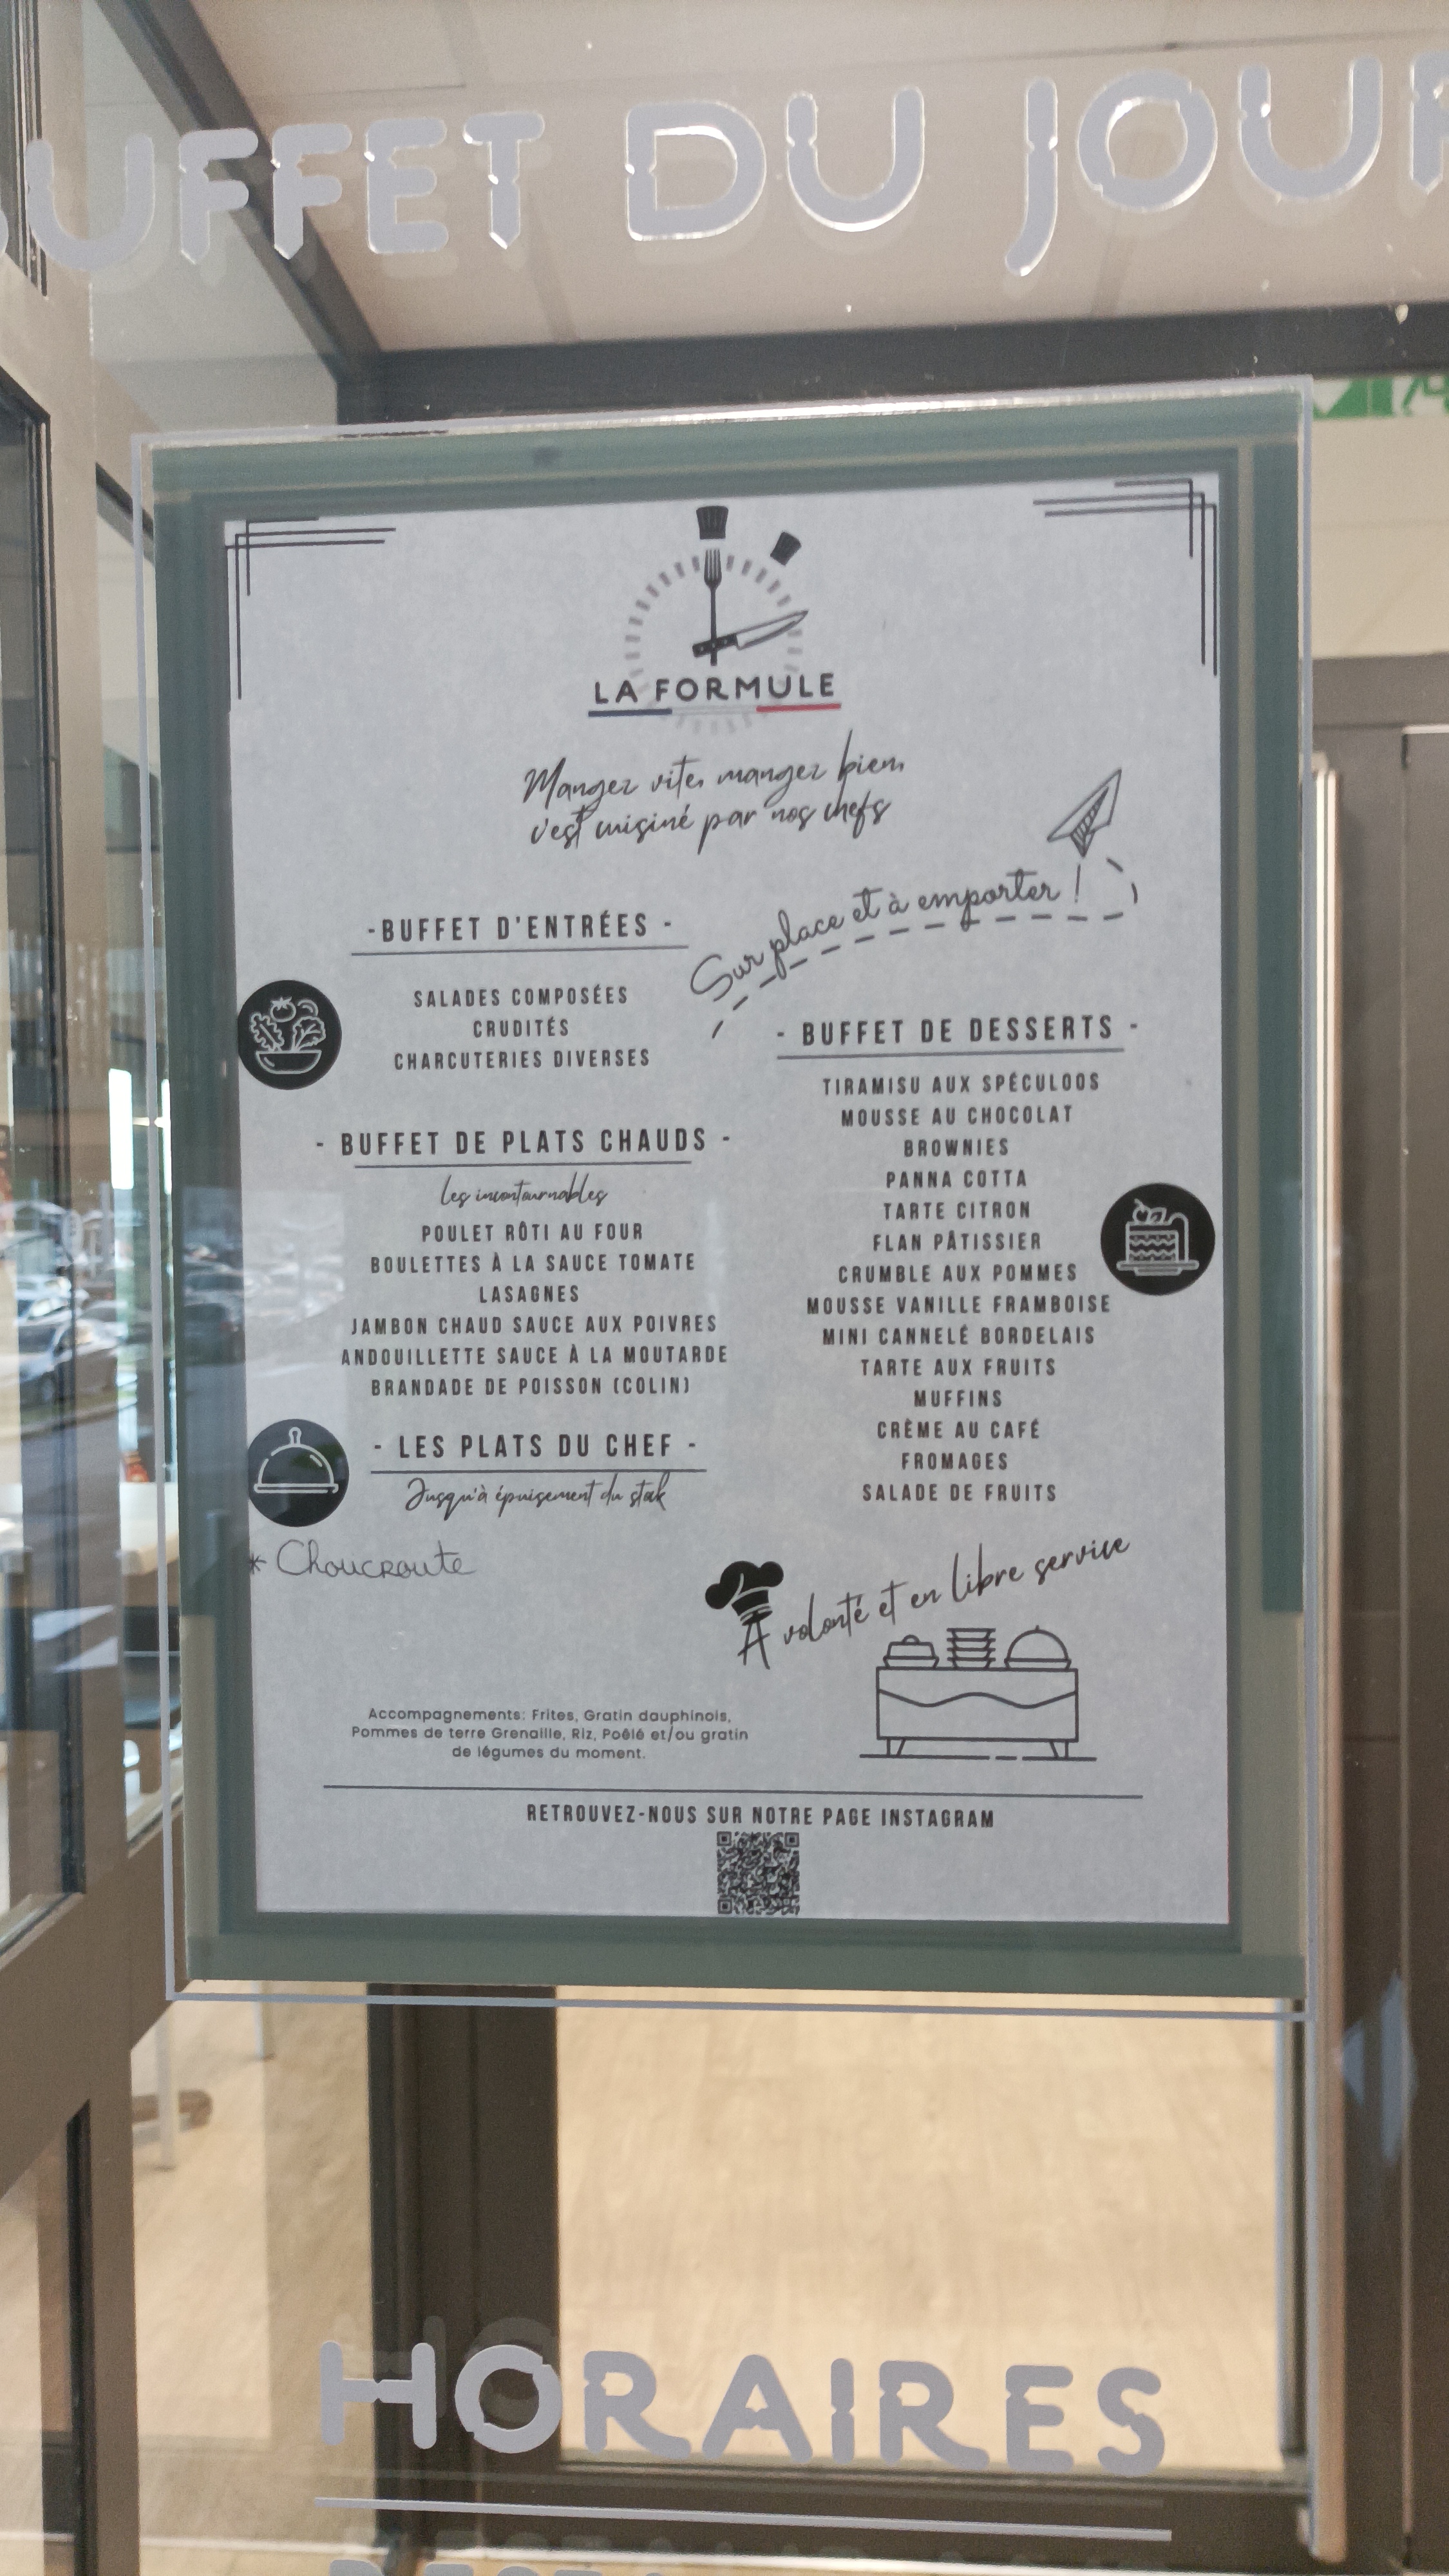 BUFFET DU JOUR
LA FORMULE
Mangez vite, mangez bien,
c'est cuisiné par nos chefs
Sur place et à emporter !
-BUFFET D'ENTRÉES -
SALADES COMPOSÉES
CRUDITÉS
CHARCUTERIES DIVERSES
- BUFFET DE PLATS CHAUDS -
Les incontournables
POULET RÔTI AU FOUR
BOULETTES À LA SAUCE TOMATE
LASAGNES
JAMBON CHAUD SAUCE AUX POIVRES
ANDOUILLETTE SAUCE À LA MOUTARDE
BRANDADE DE POISSON (COLIN)
- LES PLATS DU CHEF -
Jusqu'à épuisement du stock
* Choucroute
Accompagnements: Frites, Gratin dauphinois,
Pommes de terre Grenaille, Riz, Poêlé et/ou gratin
de légumes du moment.
- BUFFET DE DESSERTS -
TIRAMISU AUX SPÉCULOOS
MOUSSE AU CHOCOLAT
BROWNIES
PANNA COTTA
TARTE CITRON
FLAN PÂTISSIER
CRUMBLE AUX POMMES
MOUSSE VANILLE FRAMBOISE
MINI CANNELÉ BORDELAIS
TARTE AUX FRUITS
MUFFINS
CRÈME AU CAFÉ
FROMAGES
SALADE DE FRUITS
A volonté et en libre service
RETROUVEZ-NOUS SUR NOTRE PAGE INSTAGRAM
HORAIRES